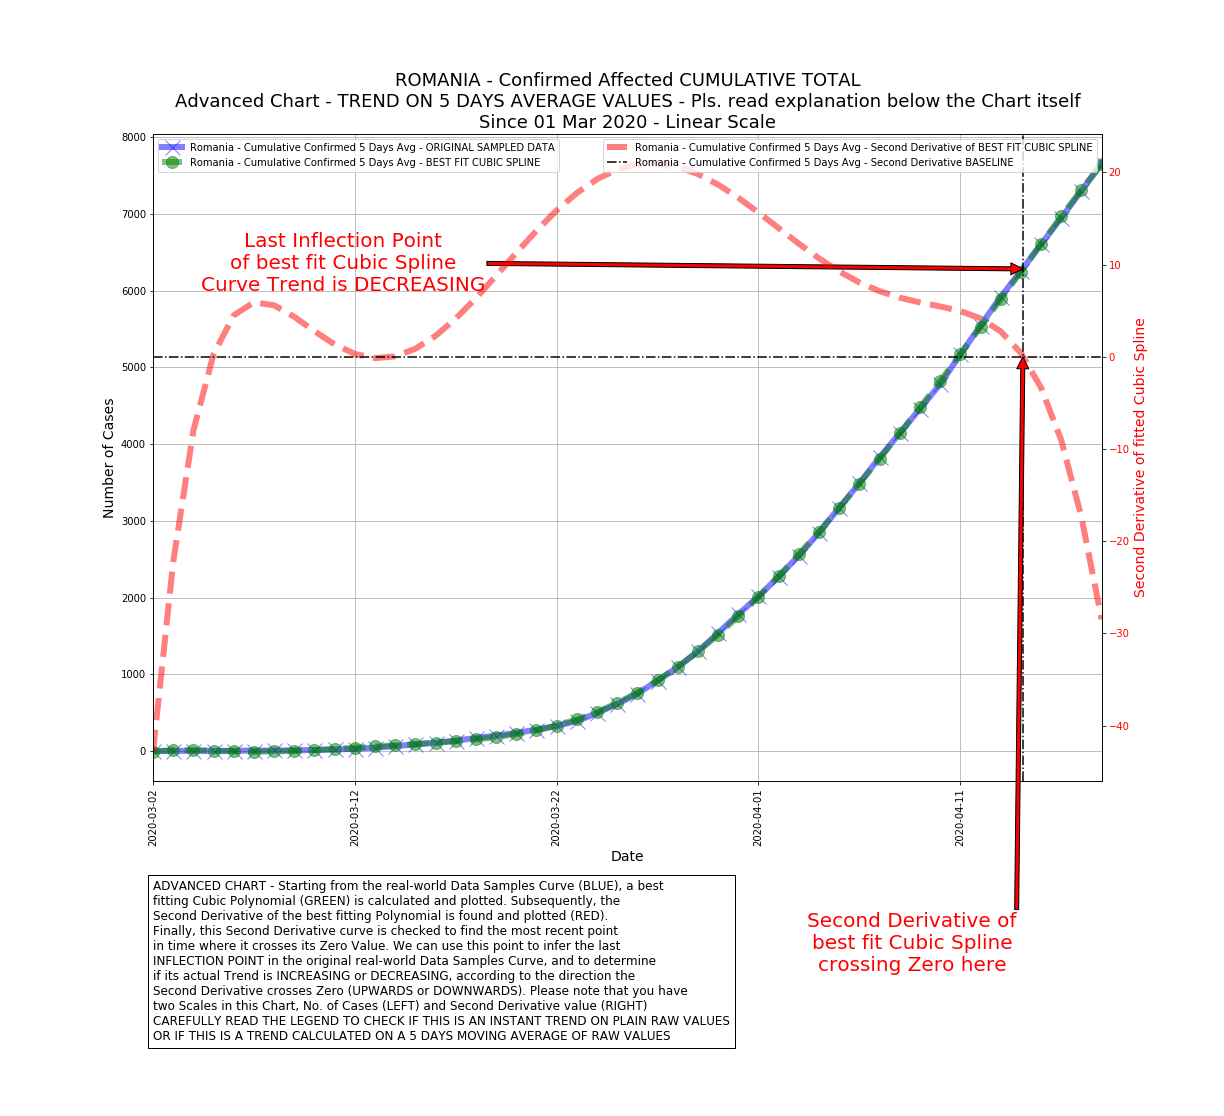 ROMANIA - Confirmed Affected CUMULATIVE TOTAL
Advanced Chart - TREND ON 5 DAYS AVERAGE VALUES - Pls. read explanation below the Chart itself
Since 01 Mar 2020 - Linear Scale
Romania - Cumulative Confirmed 5 Days Avg - ORIGINAL SAMPLED DATA
Romania - Cumulative Confirmed 5 Days Avg - BEST FIT CUBIC SPLINE
Romania - Cumulative Confirmed 5 Days Avg - Second Derivative of BEST FIT CUBIC SPLINE
Romania - Cumulative Confirmed 5 Days Avg - Second Derivative BASELINE
Last Inflection Point
of best fit Cubic Spline
Curve Trend is DECREASING
Number of Cases
8000
7000
6000
5000
4000
3000
2000
1000
0
20
10
0
−10
−20
−30
−40
Second Derivative of fitted Cubic Spline
2020-03-02
2020-03-12
2020-03-22
2020-04-01
2020-04-11
Date
ADVANCED CHART - Starting from the real-world Data Samples Curve (BLUE), a best
fitting Cubic Polynomial (GREEN) is calculated and plotted. Subsequently, the
Second Derivative of the best fitting Polynomial is found and plotted (RED).
Finally, this Second Derivative curve is checked to find the most recent point
in time where it crosses its Zero Value. We can use this point to infer the last
INFLECTION POINT in the original real-world Data Samples Curve, and to determine
if its actual Trend is INCREASING or DECREASING, according to the direction the
Second Derivative crosses Zero (UPWARDS or DOWNWARDS). Please note that you have
two Scales in this Chart, No. of Cases (LEFT) and Second Derivative value (RIGHT)
CAREFULLY READ THE LEGEND TO CHECK IF THIS IS AN INSTANT TREND ON PLAIN RAW VALUES
OR IF THIS IS A TREND CALCULATED ON A 5 DAYS MOVING AVERAGE OF RAW VALUES
Second Derivative of
best fit Cubic Spline
crossing Zero here